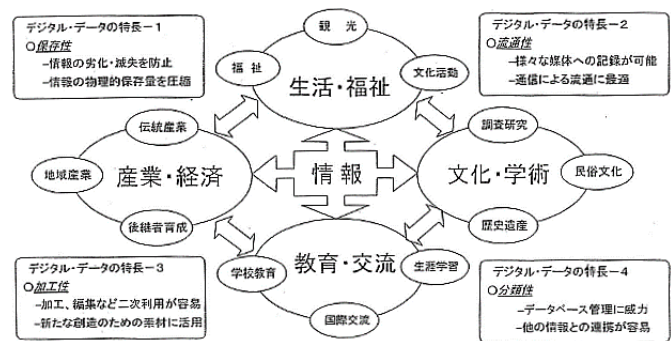 デジタル・データの特長－1
○保存性
－情報の劣化・滅失を防止
－情報の物理的保存量を圧縮
デジタル・データの特長－2
○流通性
－様々な媒体への記録が可能
－通信による流通に最適
観光
福祉
文化活動
生活・福祉
伝統産業
地域産業
後継者育成
産業・経済
情報
調査研究
民俗文化
歴史遺産
文化・学術
教育・交流
学校教育
生涯学習
国際交流
デジタル・データの特長－3
○加工性
－加工、編集など二次利用が容易
－新たな創造のための素材に活用
デジタル・データの特長－4
○分類性
－データベース管理に威力
－他の情報との連携が容易